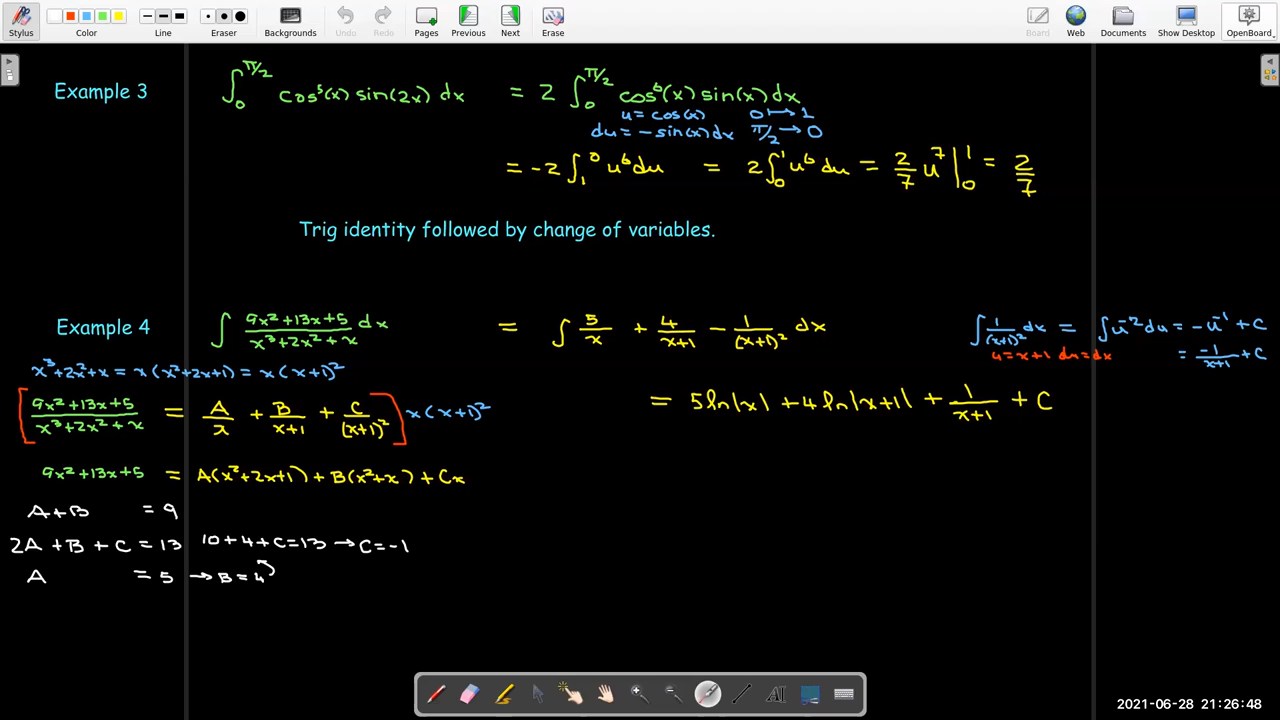 Stylus Color Line Eraser Backgrounds Undo Redo Pages Previous Next Erase Board Web Documents Show Desktop OpenBoard
Example 3 ∫₀^{π/2} cos⁵(x) sin(2x) dx = 2 ∫₀^{π/2} cos⁶(x) sin(x) dx
u = cos(x) 0 ↦ 1
du = −sin(x) dx π/2 → 0
= −2 ∫₁⁰ u⁶ du = 2 ∫₀¹ u⁶ du = 2/7 u⁷ |₀¹ = 2/7
Trig identity followed by change of variables.
Example 4 ∫ (9x²+13x+5)/(x³+2x²+x) dx = ∫ 5/x + 4/(x+1) − 1/(x+1)² dx
∫ 1/(x+1)² dx = ∫ u⁻² du = −u⁻¹ + C
u = x+1 du = dx = −1/(x+1) + C
x³+2x²+x = x(x²+2x+1) = x(x+1)²
[(9x²+13x+5)/(x³+2x²+x) = A/x + B/(x+1) + C/(x+1)²] x(x+1)²
= 5 ln|x| + 4 ln|x+1| + 1/(x+1) + C
9x²+13x+5 = A(x²+2x+1) + B(x²+x) + Cx
A+B = 9
2A + B + C = 13 10+4+C=13 → C=−1
A = 5 → B = 4
2021-06-28 21:26:48